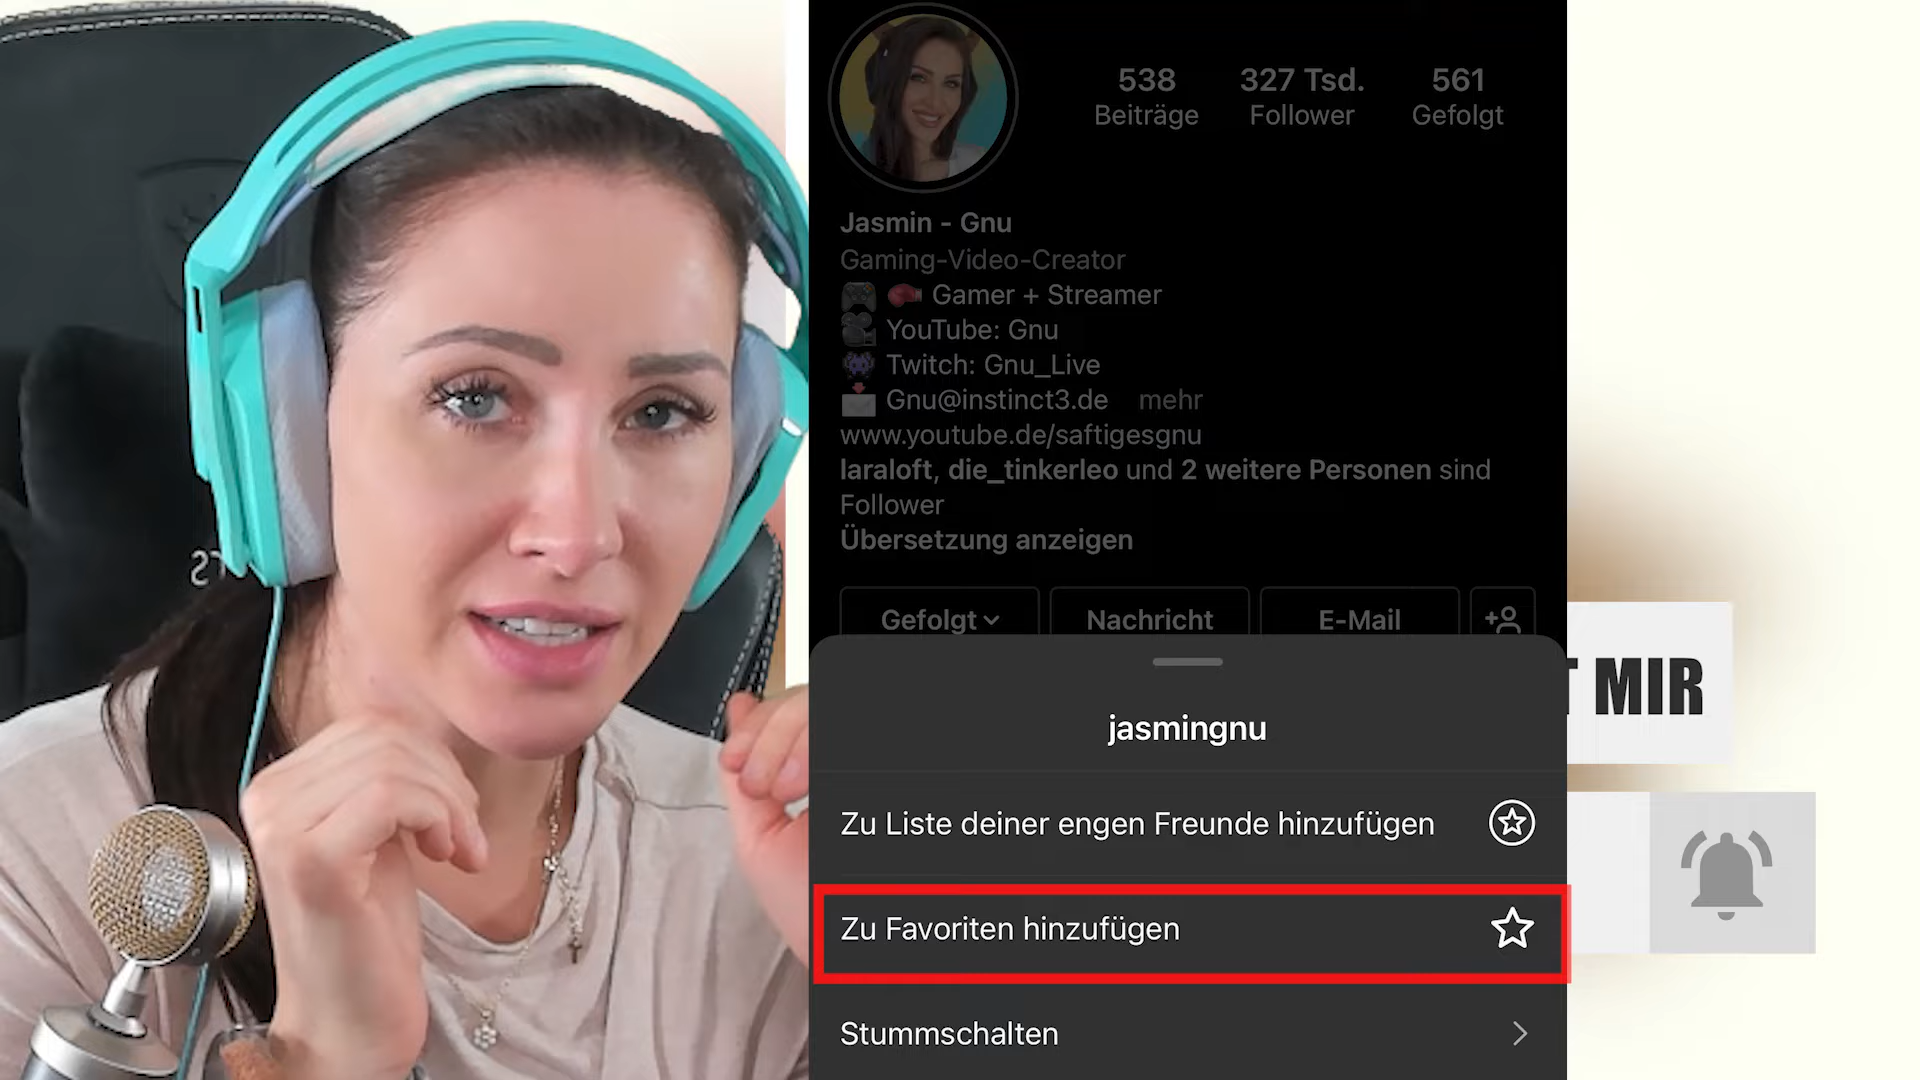 538
327 Tsd.
561
Beiträge
Follower
Gefolgt
Jasmin - Gnu
Gaming-Video-Creator
Gamer + Streamer
YouTube: Gnu
Twitch: Gnu_Live
Gnu@instinct3.de mehr
www.youtube.de/saftigesgnu
laraloft, die_tinkerleo und 2 weitere Personen sind
Follower
Übersetzung anzeigen
Gefolgt
Nachricht
E-Mail
jasmingnu
Zu Liste deiner engen Freunde hinzufügen
Zu Favoriten hinzufügen
Stummschalten
MIR